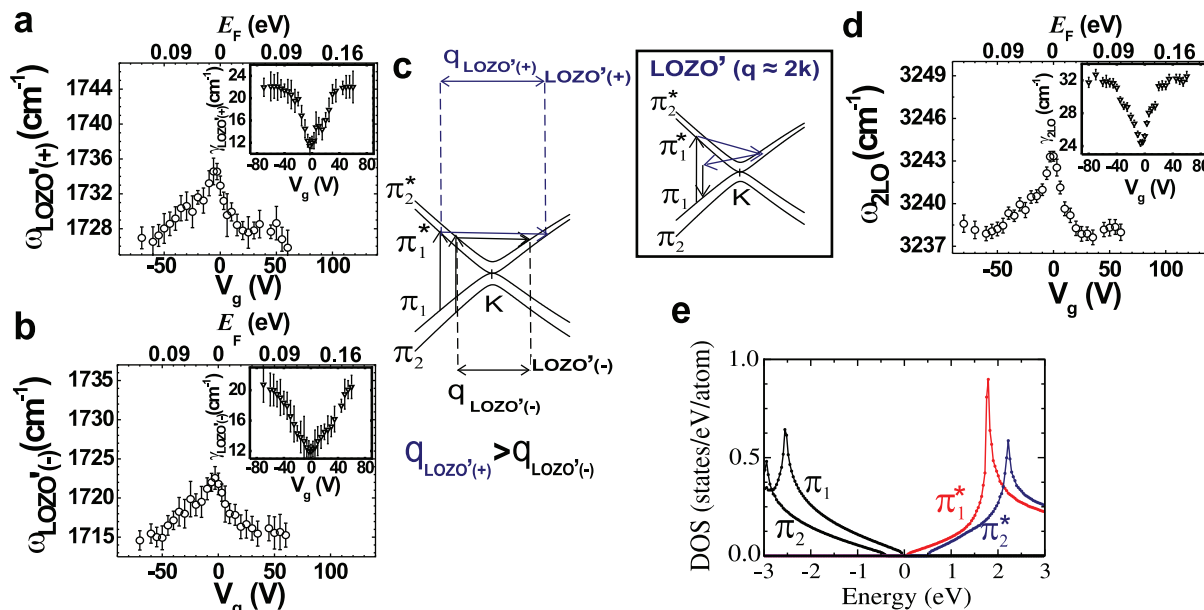 a
E_F (eV)
0.09 0 0.09 0.16
1744
1740
1736
1732
1728
ω_LOZO'(+) (cm⁻¹)
-50 0 50 100
V_g (V)
24
20
16
12
γ_LOZO'(+) (cm⁻¹)
-80 -40 0 40 80
V_g (V)
b
E_F (eV)
0.09 0 0.09 0.16
1735
1730
1725
1720
1715
ω_LOZO'(-) (cm⁻¹)
-50 0 50 100
V_g (V)
20
16
12
γ_LOZO'(-) (cm⁻¹)
-80 -40 0 40 80
V_g (V)
c
q_LOZO'(+)
LOZO'(+)
π₂*
π₁*
π₁
π₂
K
LOZO'(-)
q_LOZO'(-)
q_LOZO'(+) > q_LOZO'(-)
LOZO' (q ≈ 2k)
π₂*
π₁*
π₁
π₂
K
d
E_F (eV)
0.09 0 0.09 0.16
3249
3246
3243
3240
3237
ω_2LO (cm⁻¹)
-50 0 50 100
V_g (V)
32
28
24
γ_2LO (cm⁻¹)
-80 -40 0 40 80
V_g (V)
e
1.0
0.5
0.0
DOS (states/eV/atom)
π₁
π₂
π₁*
π₂*
-3 -2 -1 0 1 2 3
Energy (eV)